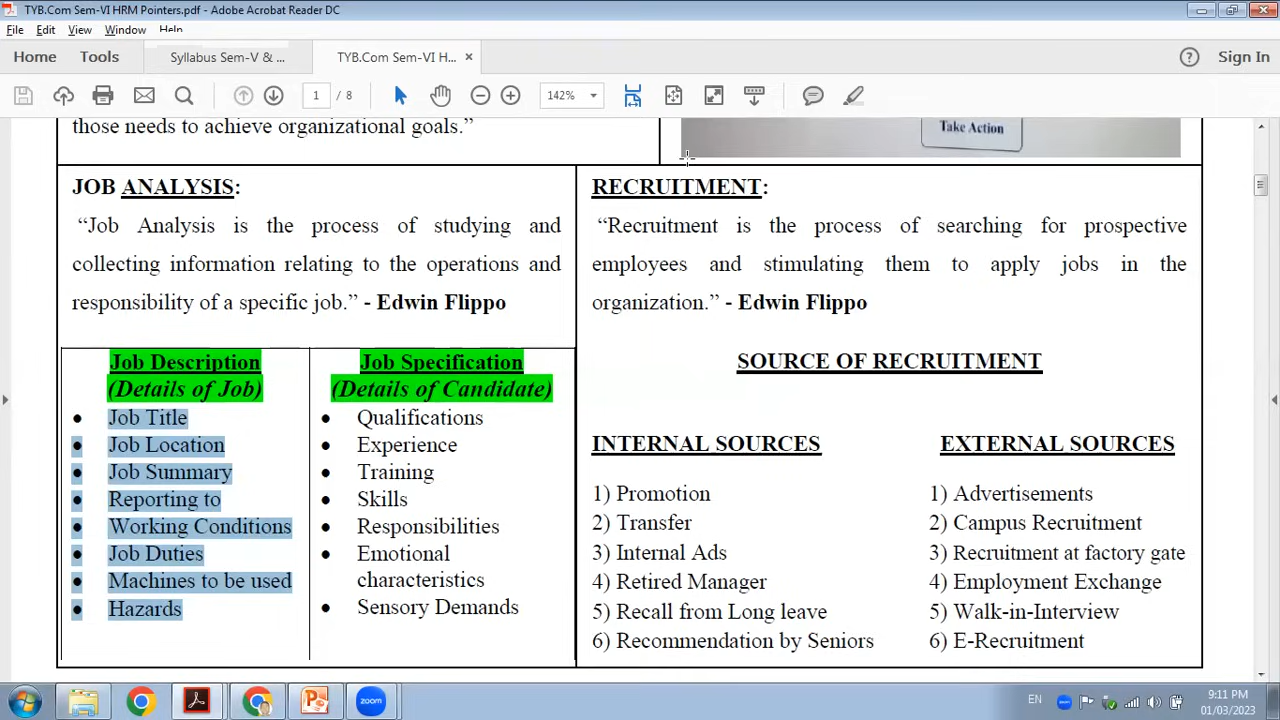 TYB.Com Sem-VI HRM Pointers.pdf - Adobe Acrobat Reader DC
File Edit View Window Help
Home Tools Syllabus Sem-V & ... TYB.Com Sem-VI H... × Sign In
1 / 8 142%
those needs to achieve organizational goals.”
Take Action
JOB ANALYSIS:
“Job Analysis is the process of studying and
collecting information relating to the operations and
responsibility of a specific job.” - Edwin Flippo
Job Description
(Details of Job)
• Job Title
• Job Location
• Job Summary
• Reporting to
• Working Conditions
• Job Duties
• Machines to be used
• Hazards
Job Specification
(Details of Candidate)
• Qualifications
• Experience
• Training
• Skills
• Responsibilities
• Emotional
characteristics
• Sensory Demands
RECRUITMENT:
“Recruitment is the process of searching for prospective
employees and stimulating them to apply jobs in the
organization.” - Edwin Flippo
SOURCE OF RECRUITMENT
INTERNAL SOURCES
1) Promotion
2) Transfer
3) Internal Ads
4) Retired Manager
5) Recall from Long leave
6) Recommendation by Seniors
EXTERNAL SOURCES
1) Advertisements
2) Campus Recruitment
3) Recruitment at factory gate
4) Employment Exchange
5) Walk-in-Interview
6) E-Recruitment
zoom
EN
9:11 PM
01/03/2023